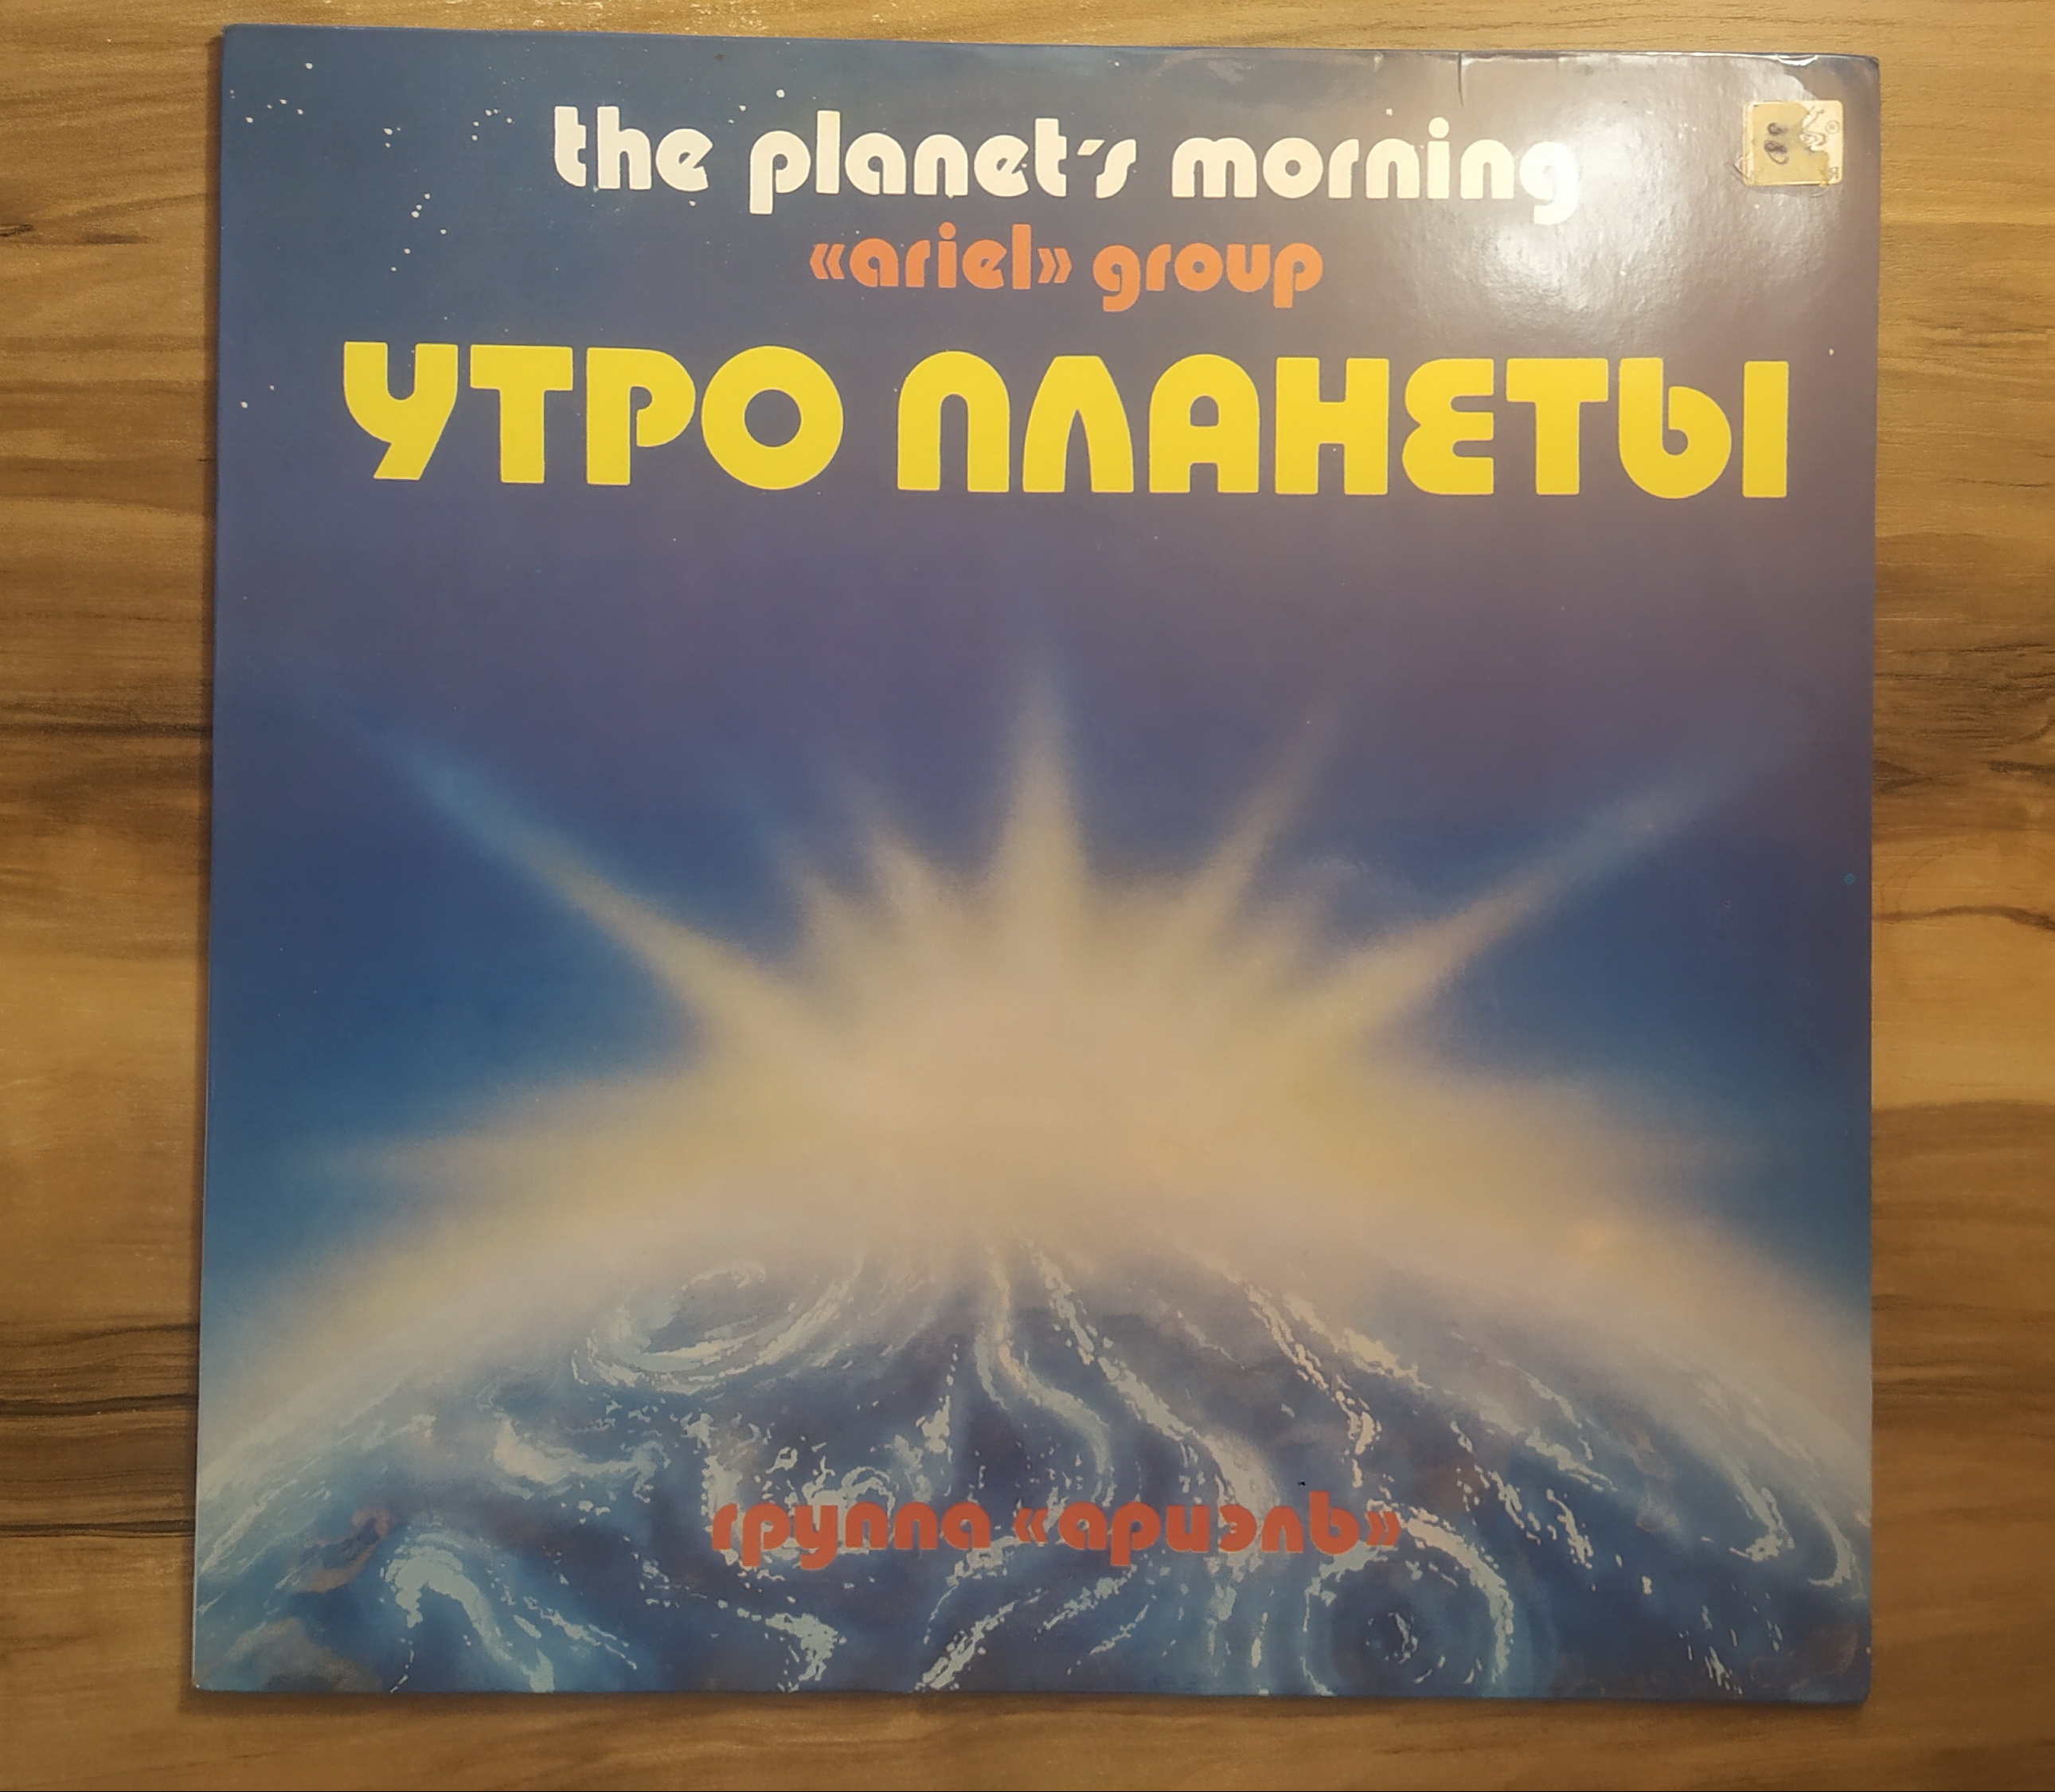 the planet's morning
«ariel» group
УТРО ПЛАНЕТЫ
группа «ариэль»